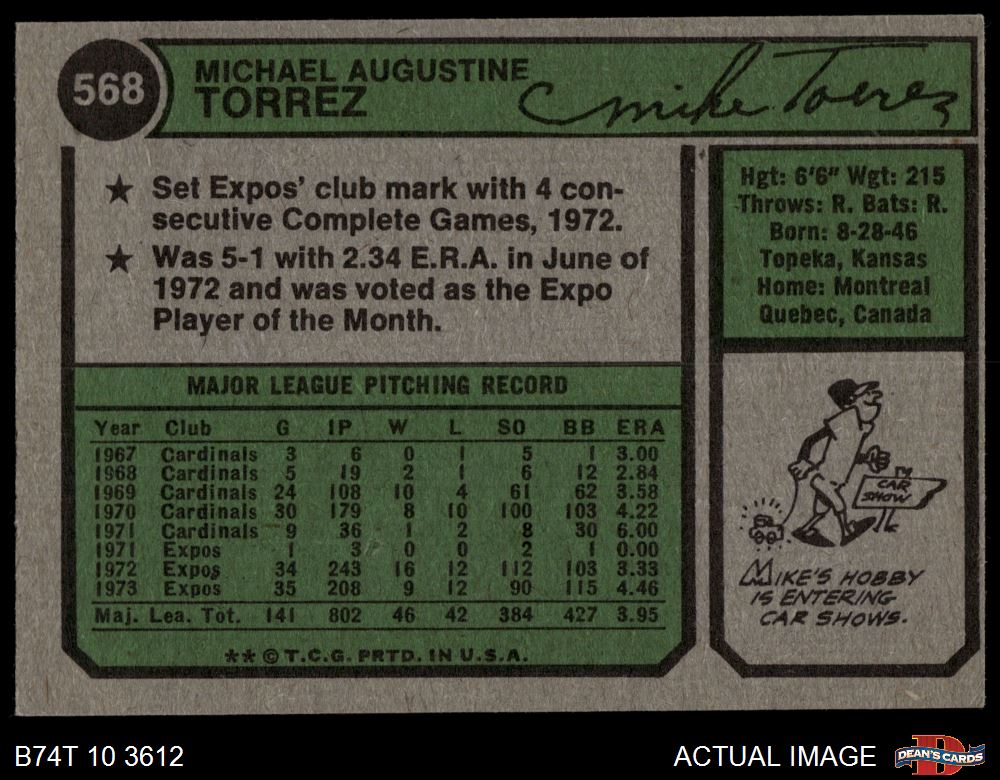 568
MICHAEL AUGUSTINE
TORREZ
Mike Torrez
★ Set Expos' club mark with 4 con-
secutive Complete Games, 1972.
★ Was 5-1 with 2.34 E.R.A. in June of
1972 and was voted as the Expo
Player of the Month.
Hgt: 6'6" Wgt: 215
Throws: R. Bats: R.
Born: 8-28-46
Topeka, Kansas
Home: Montreal
Quebec, Canada
MAJOR LEAGUE PITCHING RECORD
Year Club G IP W L SO BB ERA
1967 Cardinals 3 6 0 1 5 1 3.00
1968 Cardinals 5 19 2 1 6 12 2.84
1969 Cardinals 24 108 10 4 61 62 3.58
1970 Cardinals 30 179 8 10 100 103 4.22
1971 Cardinals 9 36 1 2 8 30 6.00
1971 Expos 1 3 0 0 2 1 0.00
1972 Expos 34 243 16 12 112 103 3.33
1973 Expos 35 208 9 12 90 115 4.46
Maj. Lea. Tot. 141 802 46 42 384 427 3.95
** © T.C.G. PRTD. IN U.S.A.
CAR
SHOW
MIKE'S HOBBY
IS ENTERING
CAR SHOWS.
B74T 10 3612
ACTUAL IMAGE
D
DEAN'S CARDS